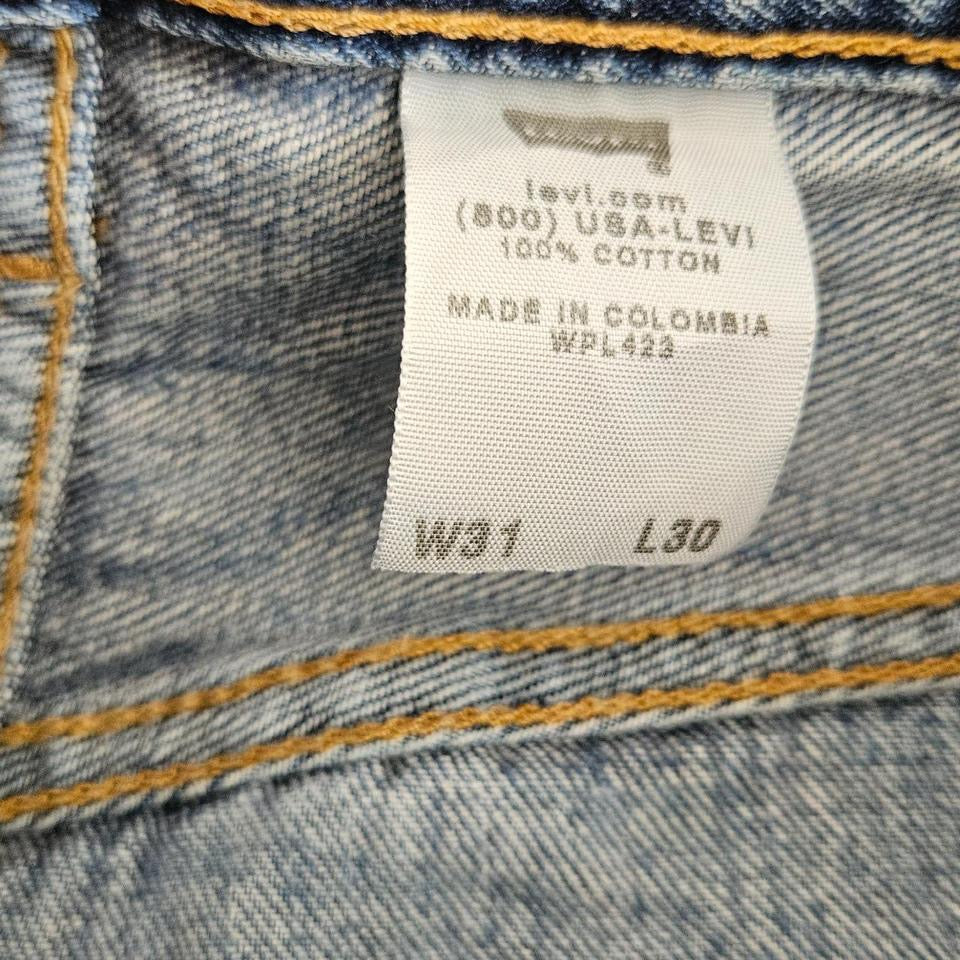 levi.com
(800) USA-LEVI
100% COTTON
MADE IN COLOMBIA
WPL423
W31 L30